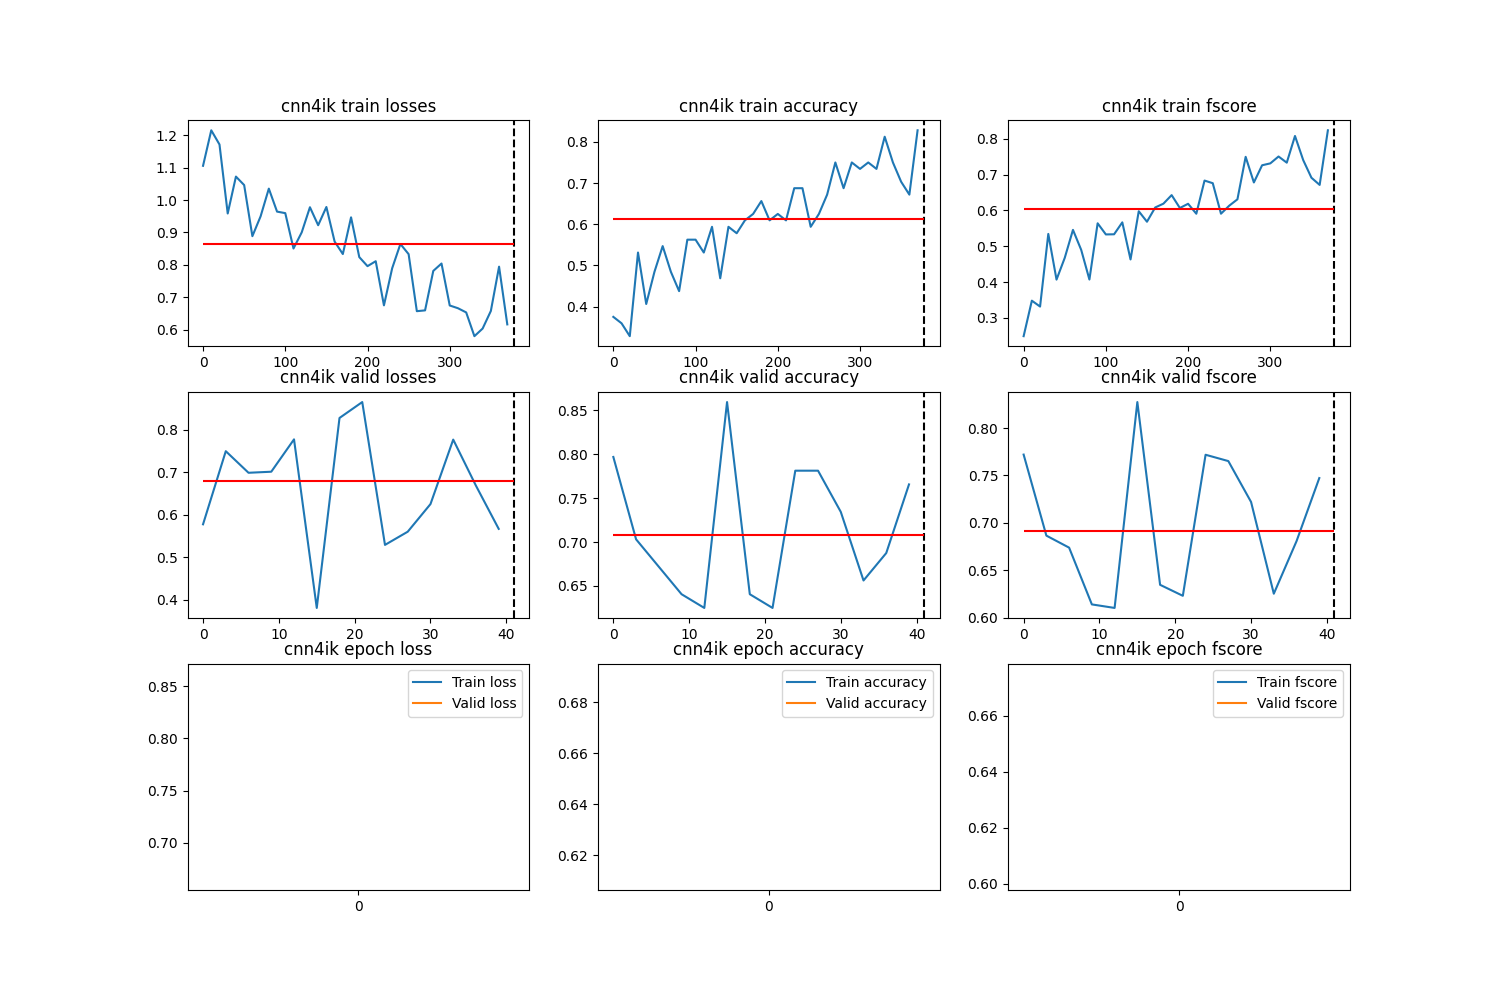 cnn4ik train losses
cnn4ik train accuracy
cnn4ik train fscore
1.2
1.1
1.0
0.9
0.8
0.7
0.6
0 100 200 300
0.8
0.7
0.6
0.5
0.4
0 100 200 300
0.8
0.7
0.6
0.5
0.4
0.3
0 100 200 300
cnn4ik valid losses
cnn4ik valid accuracy
cnn4ik valid fscore
0.8
0.7
0.6
0.5
0.4
0 10 20 30 40
0.85
0.80
0.75
0.70
0.65
0 10 20 30 40
0.80
0.75
0.70
0.65
0.60
0 10 20 30 40
cnn4ik epoch loss
cnn4ik epoch accuracy
cnn4ik epoch fscore
0.85
0.80
0.75
0.70
Train loss
Valid loss
0
0.68
0.66
0.64
0.62
Train accuracy
Valid accuracy
0
0.66
0.64
0.62
0.60
Train fscore
Valid fscore
0